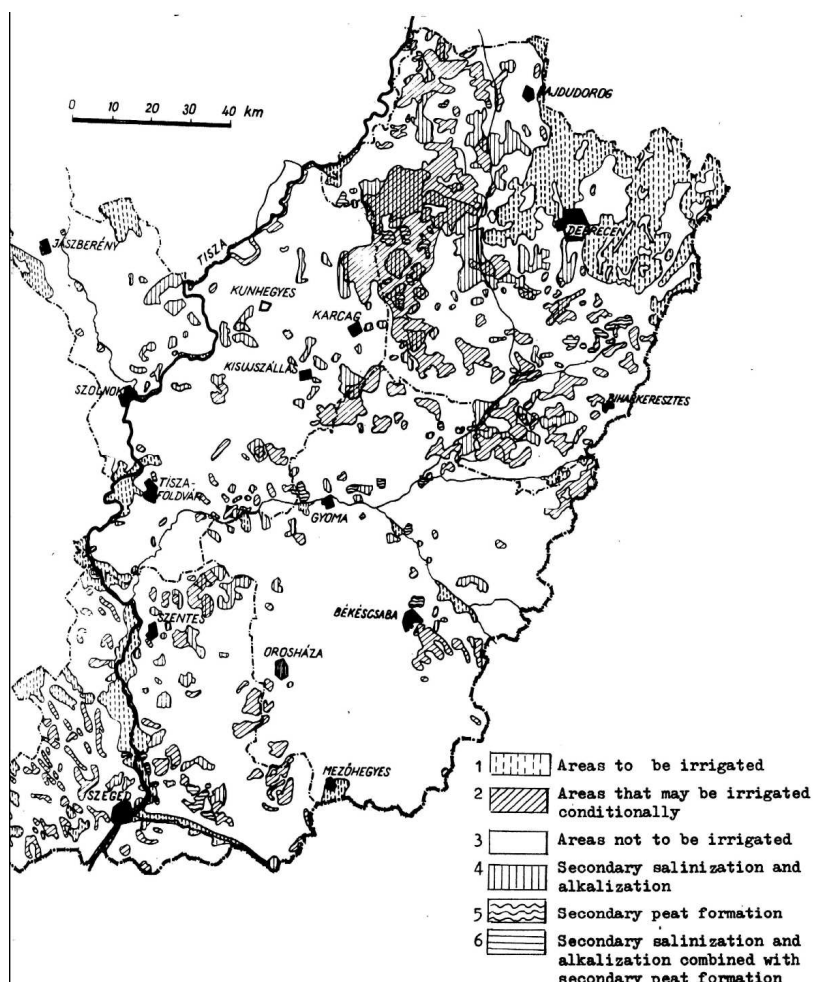 0 10 20 30 40 km
HAJDUDOROG
DEBRECEN
JÁSZBERÉNY
TISZA
KUNHEGYES
KARCAG
KISUJSZÁLLÁS
SZOLNOK
BIHARKERESZTES
TISZA-
FÖLDVÁR
GYOMA
SZENTES
BÉKÉSCSABA
OROSHÁZA
MEZŐHEGYES
SZEGED
1 Areas to be irrigated
2 Areas that may be irrigated
conditionally
3 Areas not to be irrigated
4 Secondary salinization and
alkalization
5 Secondary peat formation
6 Secondary salinization and
alkalization combined with
secondary peat formation